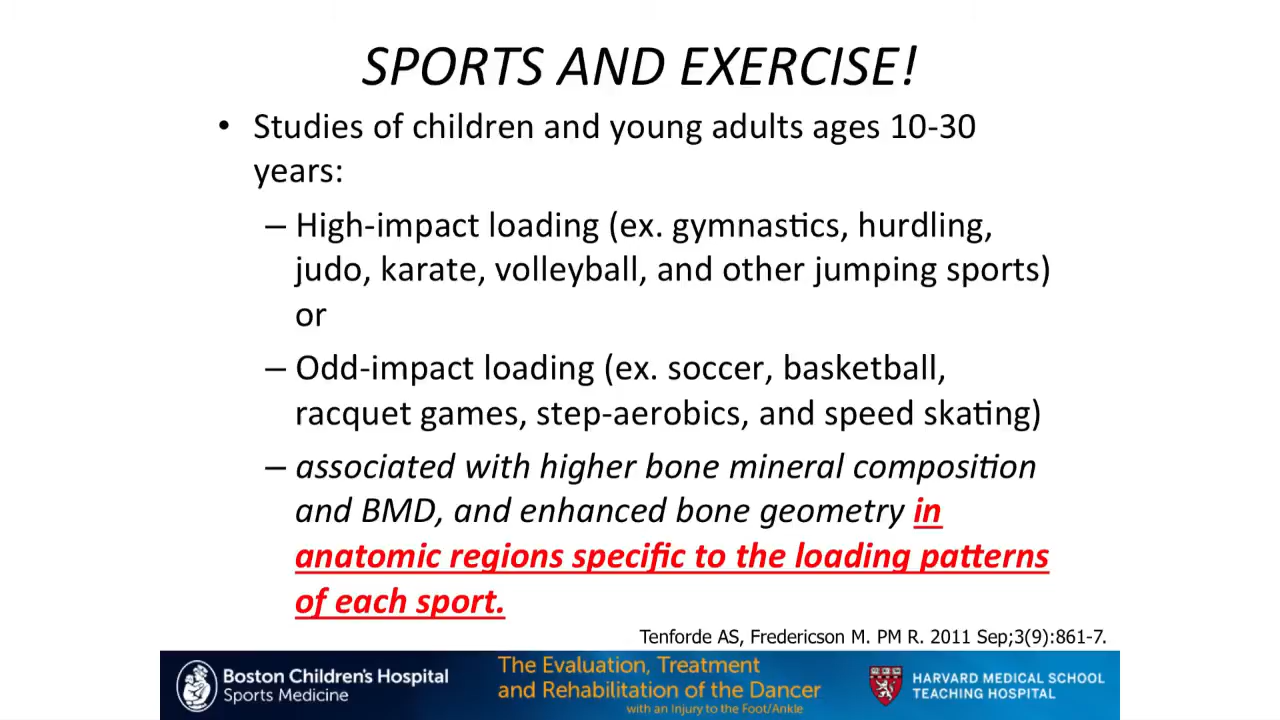 SPORTS AND EXERCISE!
• Studies of children and young adults ages 10-30
years:
– High-impact loading (ex. gymnastics, hurdling,
judo, karate, volleyball, and other jumping sports)
or
– Odd-impact loading (ex. soccer, basketball,
racquet games, step-aerobics, and speed skating)
– associated with higher bone mineral composition
and BMD, and enhanced bone geometry in
anatomic regions specific to the loading patterns
of each sport.
Tenforde AS, Fredericson M. PM R. 2011 Sep;3(9):861-7.
Boston Children's Hospital
Sports Medicine
The Evaluation, Treatment
and Rehabilitation of the Dancer
with an Injury to the Foot/Ankle
HARVARD MEDICAL SCHOOL
TEACHING HOSPITAL